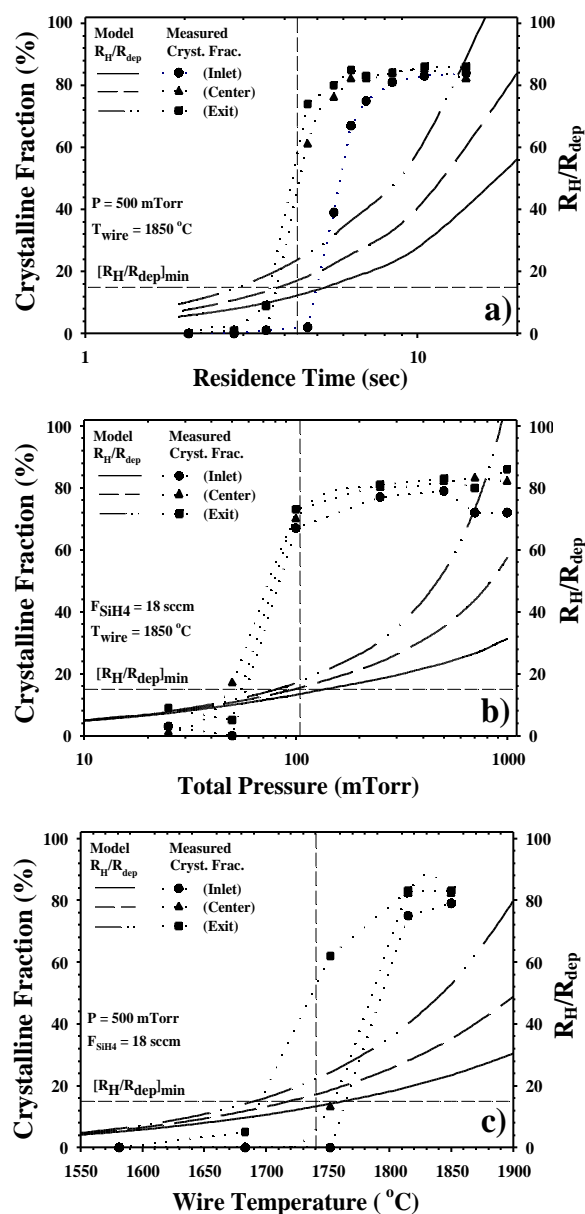 Model Measured
R_H/R_dep Cryst. Frac.
(Inlet)
(Center)
(Exit)
P = 500 mTorr
T_wire = 1850 °C
[R_H/R_dep]_min
a)
Crystalline Fraction (%)
R_H/R_dep
0 20 40 60 80 100
0 20 40 60 80 100
1 10
Residence Time (sec)
Model Measured
R_H/R_dep Cryst. Frac.
(Inlet)
(Center)
(Exit)
F_SiH4 = 18 sccm
T_wire = 1850 °C
[R_H/R_dep]_min
b)
Crystalline Fraction (%)
R_H/R_dep
0 20 40 60 80 100
0 20 40 60 80 100
10 100 1000
Total Pressure (mTorr)
Model Measured
R_H/R_dep Cryst. Frac.
(Inlet)
(Center)
(Exit)
P = 500 mTorr
F_SiH4 = 18 sccm
[R_H/R_dep]_min
c)
Crystalline Fraction (%)
R_H/R_dep
0 20 40 60 80 100
0 20 40 60 80 100
1550 1600 1650 1700 1750 1800 1850 1900
Wire Temperature ( °C)